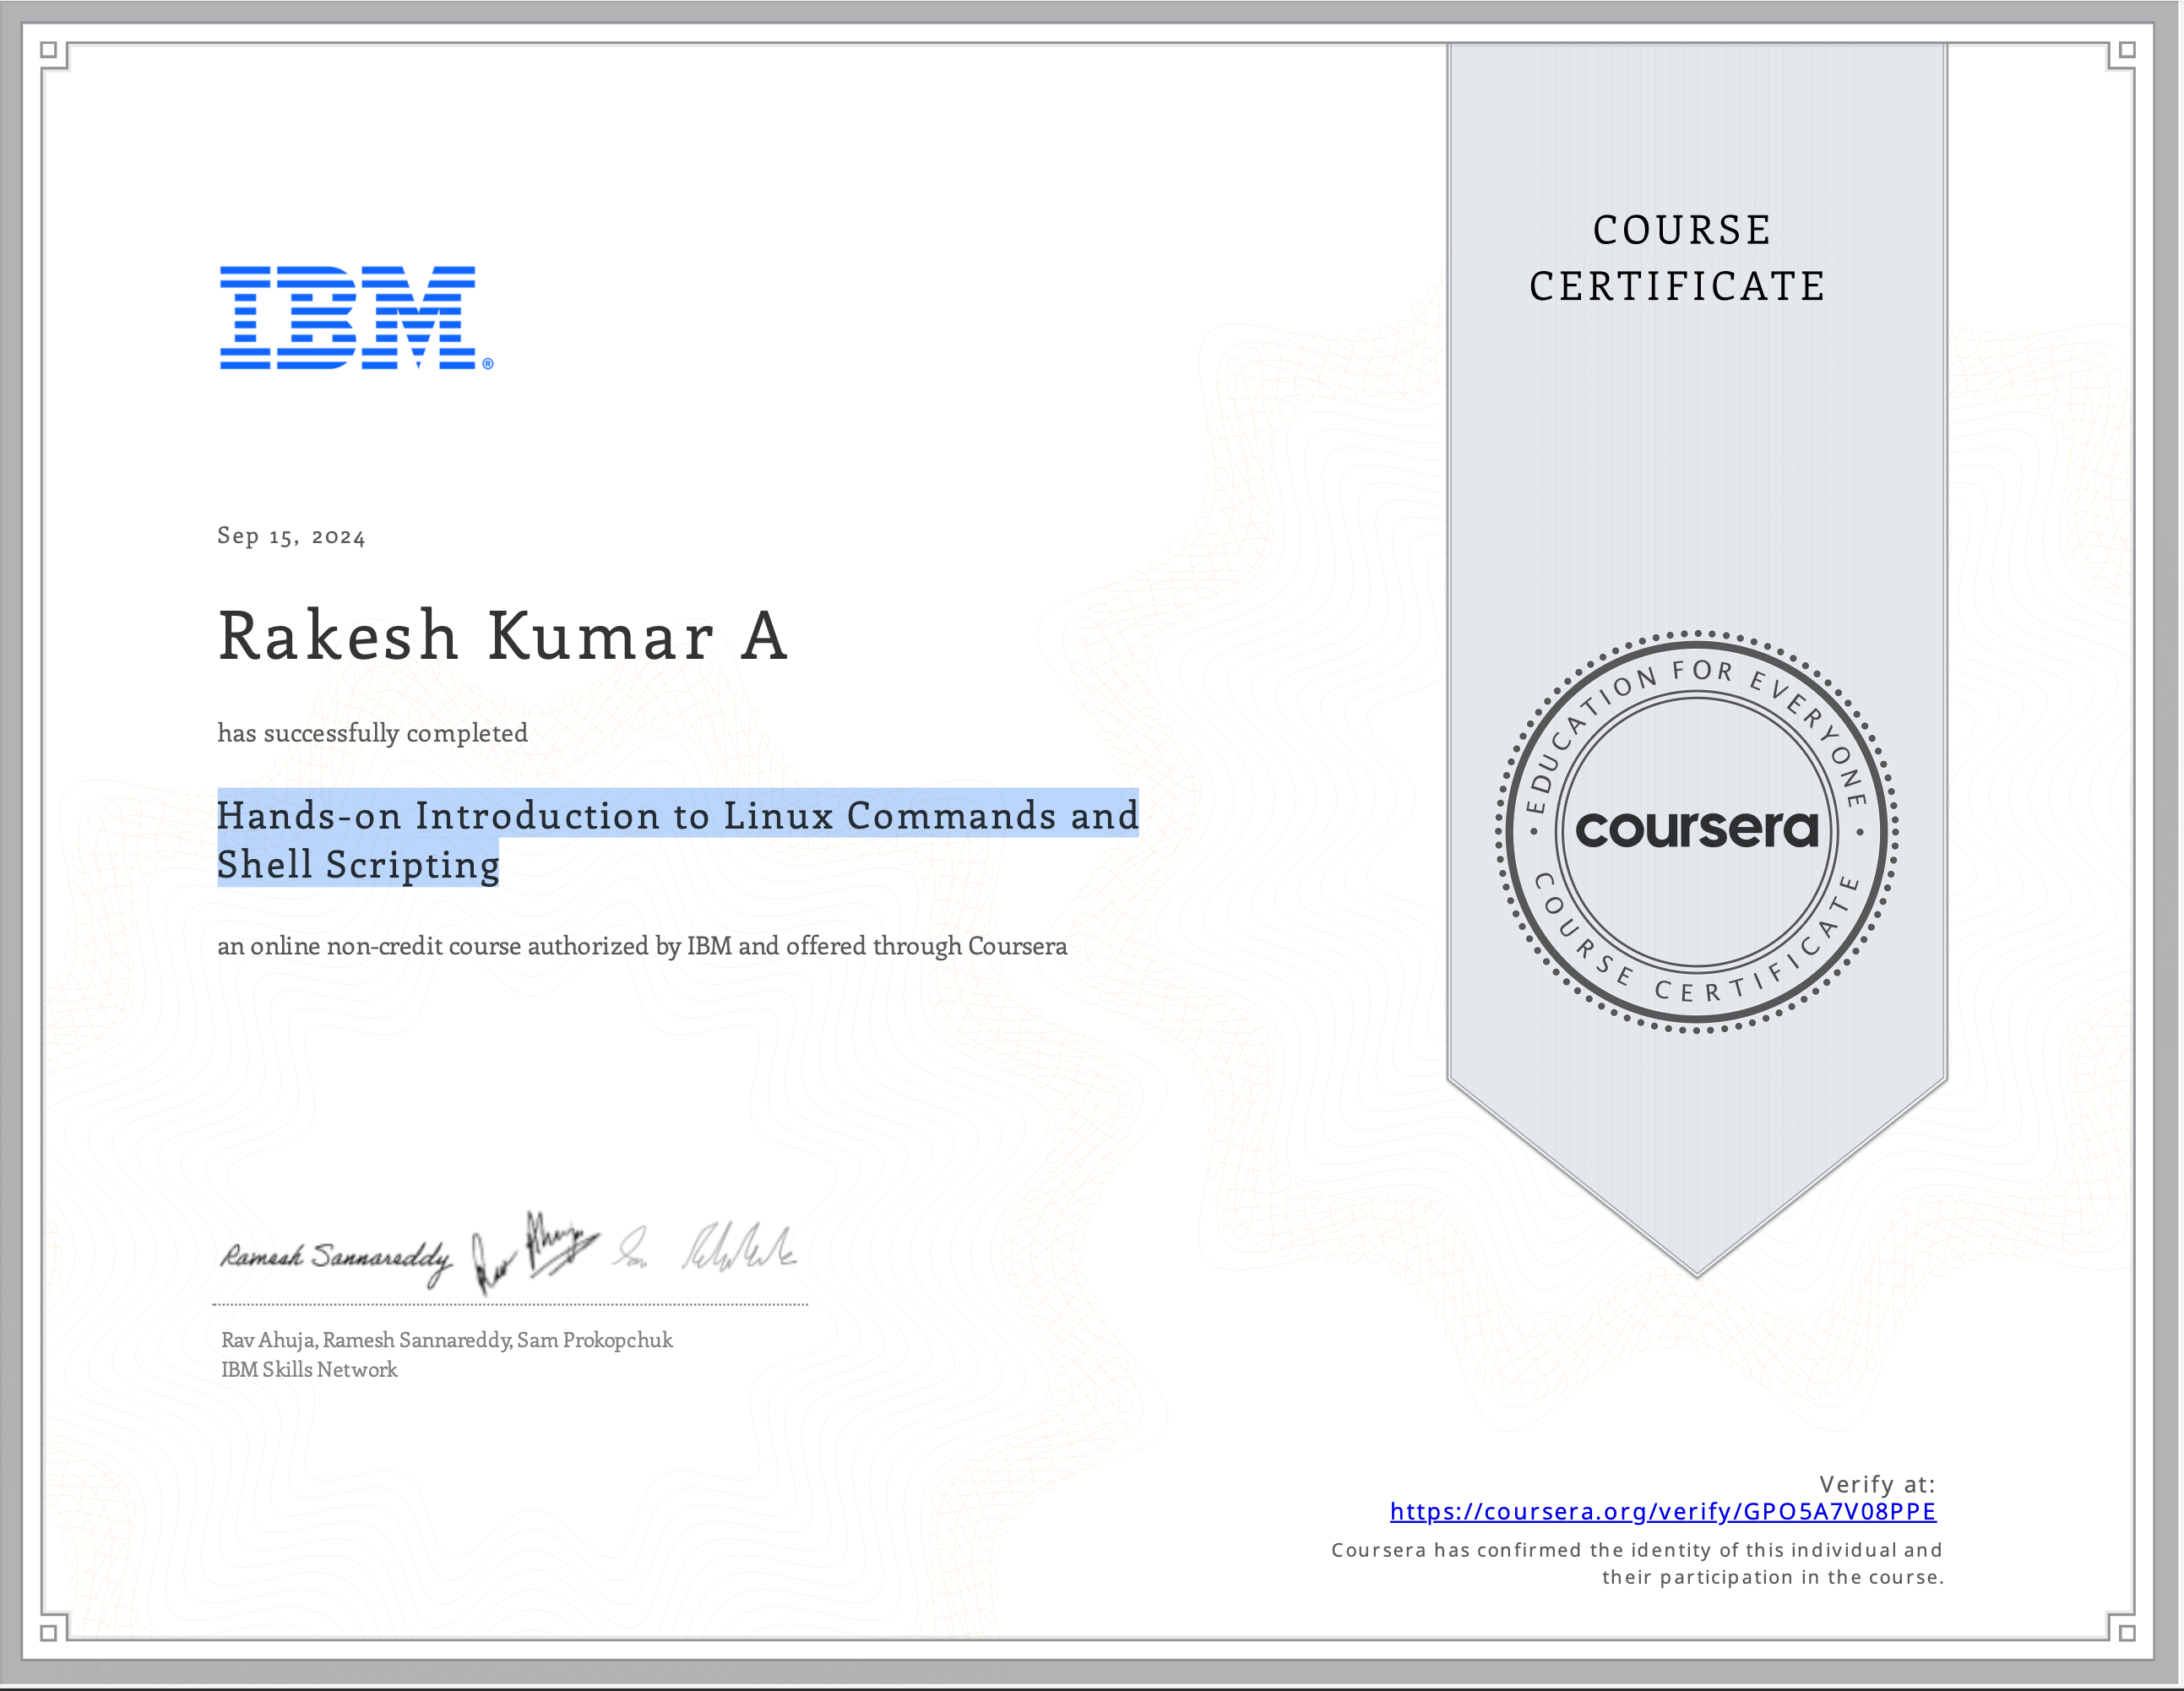 COURSE
CERTIFICATE
IBM®
Sep 15, 2024
Rakesh Kumar A
has successfully completed
Hands-on Introduction to Linux Commands and
Shell Scripting
an online non-credit course authorized by IBM and offered through Coursera
• EDUCATION FOR EVERYONE •
coursera
COURSE CERTIFICATE
Ramesh Sannareddy Rav Ahuja
Rav Ahuja, Ramesh Sannareddy, Sam Prokopchuk
IBM Skills Network
Verify at:
https://coursera.org/verify/GPO5A7V08PPE
Coursera has confirmed the identity of this individual and
their participation in the course.